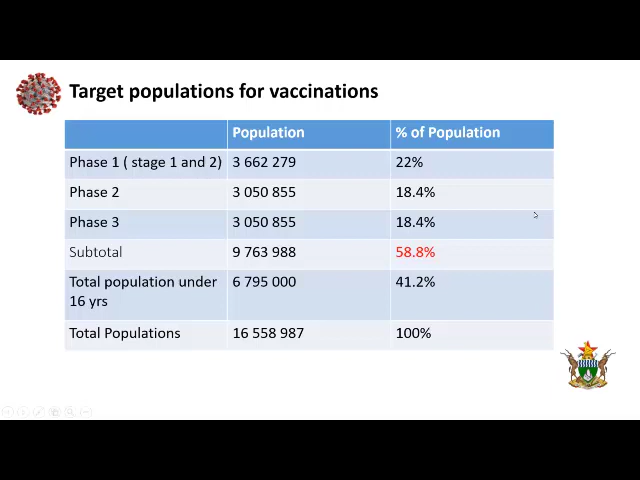 Target populations for vaccinations
Population % of Population
Phase 1 ( stage 1 and 2) 3 662 279 22%
Phase 2 3 050 855 18.4%
Phase 3 3 050 855 18.4%
Subtotal 9 763 988 58.8%
Total population under 6 795 000 41.2%
16 yrs
Total Populations 16 558 987 100%